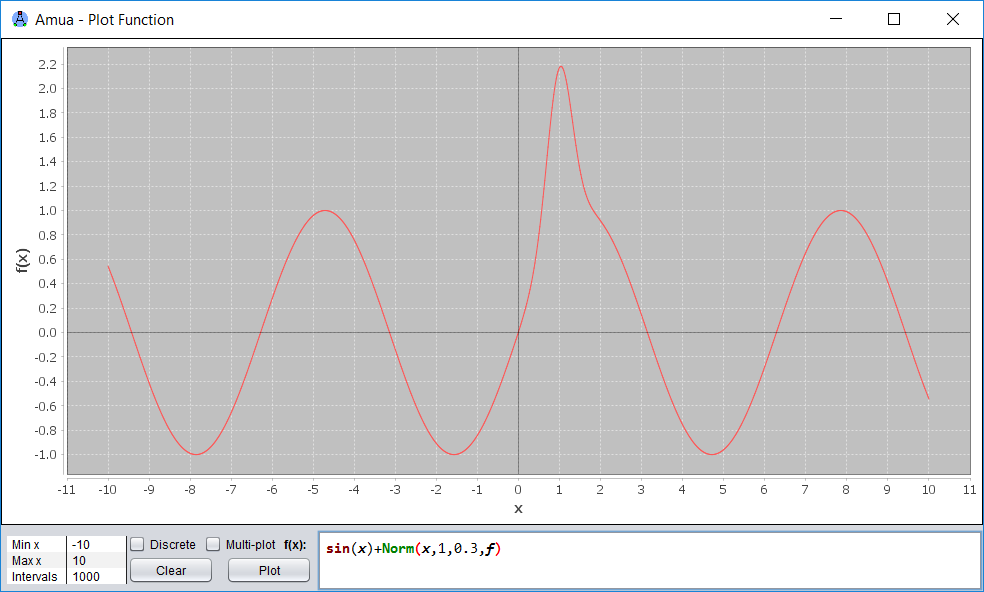 Amua - Plot Function
2.2
2.0
1.8
1.6
1.4
1.2
1.0
0.8
0.6
0.4
0.2
0.0
-0.2
-0.4
-0.6
-0.8
-1.0
f(x)
-11 -10 -9 -8 -7 -6 -5 -4 -3 -2 -1 0 1 2 3 4 5 6 7 8 9 10 11
x
Min x -10
Max x 10
Intervals 1000
Discrete Multi-plot f(x):
Clear Plot
sin(x)+Norm(x,1,0.3,f)